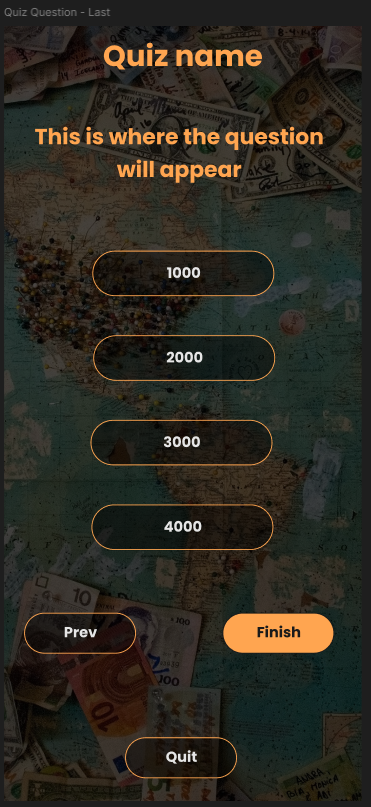 Quiz Question - Last
Quiz name
This is where the question
will appear
1000
2000
3000
4000
Prev
Finish
Quit